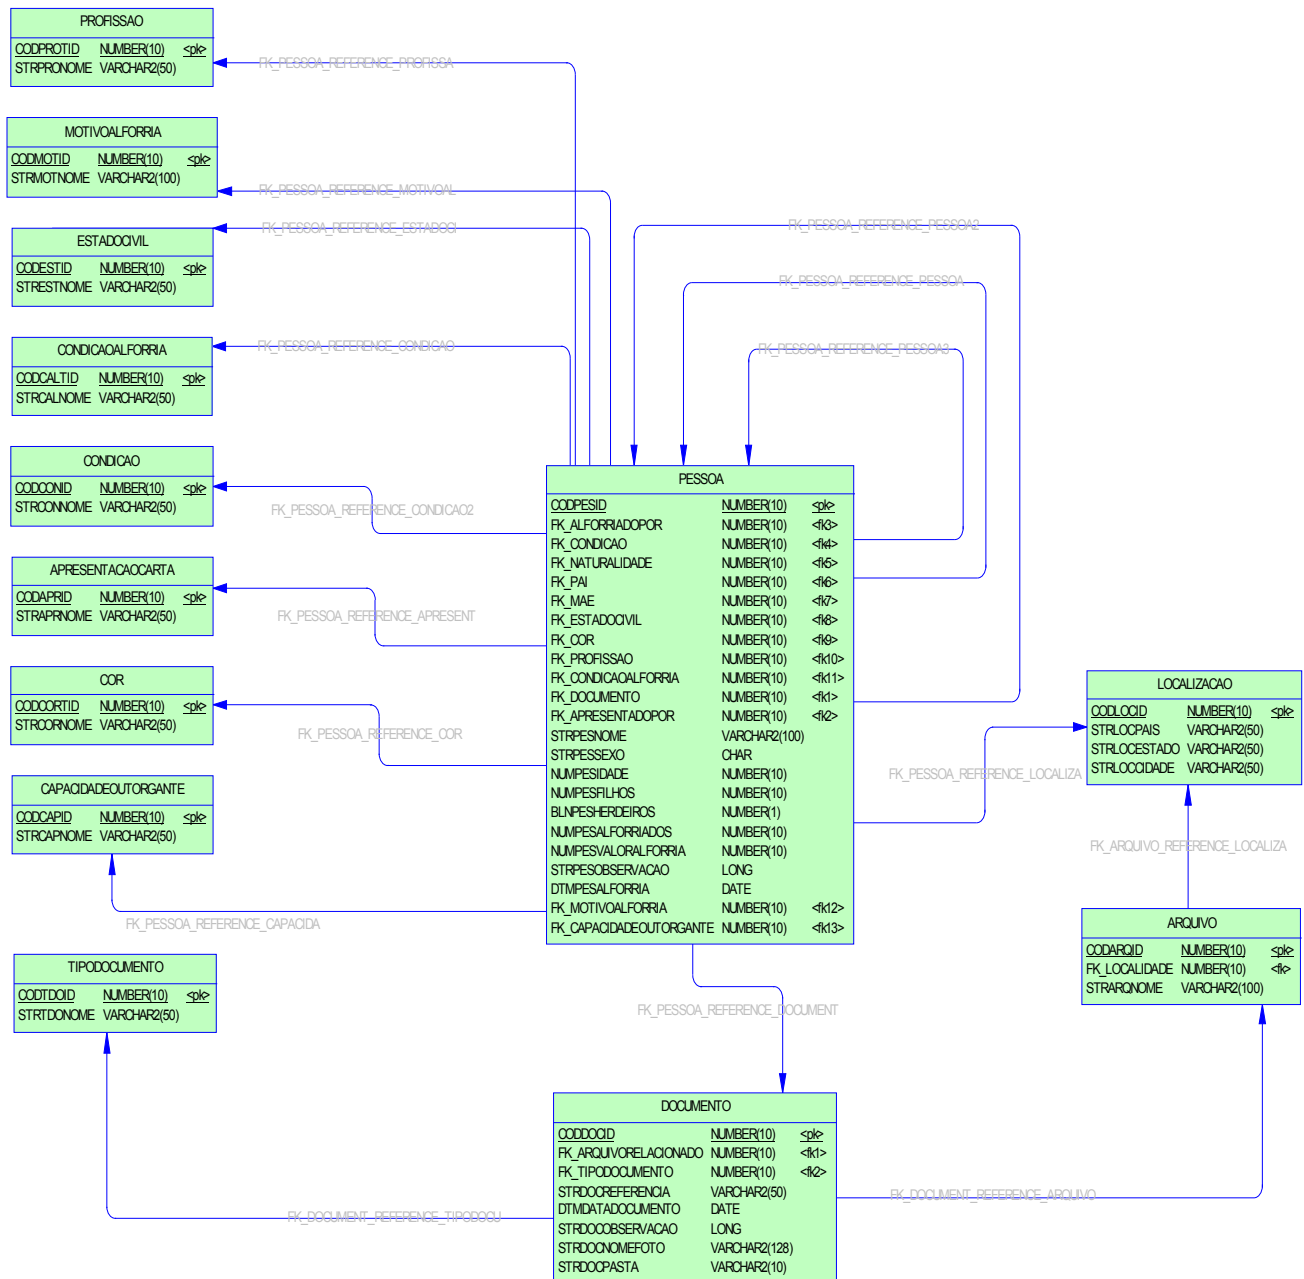 PROFISSAO
CODPROTID NUMBER(10) <pk>
STRPRONOME VARCHAR2(50)
FK_PESSOA_REFERENCE_PROFISSA
MOTIVOALFORRIA
CODMOTID NUMBER(10) <pk>
STRMOTNOME VARCHAR2(100)
FK_PESSOA_REFERENCE_MOTIVOAL
ESTADOCIVIL
CODESTID NUMBER(10) <pk>
STRESTNOME VARCHAR2(50)
FK_PESSOA_REFERENCE_ESTADOCI
FK_PESSOA_REFERENCE_PESSOA2
FK_PESSOA_REFERENCE_PESSOA
FK_PESSOA_REFERENCE_PESSOA3
CONDICAOALFORRIA
CODCALTID NUMBER(10) <pk>
STRCALNOME VARCHAR2(50)
FK_PESSOA_REFERENCE_CONDICAO
CONDICAO
CODCONID NUMBER(10) <pk>
STRCONNOME VARCHAR2(50)
FK_PESSOA_REFERENCE_CONDICAO2
APRESENTACAOCARTA
CODAPRID NUMBER(10) <pk>
STRAPRNOME VARCHAR2(50)
FK_PESSOA_REFERENCE_APRESENT
COR
CODCORTID NUMBER(10) <pk>
STRCORNOME VARCHAR2(50)
FK_PESSOA_REFERENCE_COR
CAPACIDADEOUTORGANTE
CODCAPID NUMBER(10) <pk>
STRCAPNOME VARCHAR2(50)
FK_PESSOA_REFERENCE_CAPACIDA
PESSOA
CODPESID NUMBER(10) <pk>
FK_ALFORRIADOPOR NUMBER(10) <fk3>
FK_CONDICAO NUMBER(10) <fk4>
FK_NATURALIDADE NUMBER(10) <fk5>
FK_PAI NUMBER(10) <fk6>
FK_MAE NUMBER(10) <fk7>
FK_ESTADOCIVIL NUMBER(10) <fk8>
FK_COR NUMBER(10) <fk9>
FK_PROFISSAO NUMBER(10) <fk10>
FK_CONDICAOALFORRIA NUMBER(10) <fk11>
FK_DOCUMENTO NUMBER(10) <fk1>
FK_APRESENTADOPOR NUMBER(10) <fk2>
STRPESNOME VARCHAR2(100)
STRPESSEXO CHAR
NUMPESIDADE NUMBER(10)
NUMPESFILHOS NUMBER(10)
BLNPESHERDEIROS NUMBER(1)
NUMPESALFORRIADOS NUMBER(10)
NUMPESVALORALFORRIA NUMBER(10)
STRPESOBSERVACAO LONG
DTMPESALFORRIA DATE
FK_MOTIVOALFORRIA NUMBER(10) <fk12>
FK_CAPACIDADEOUTORGANTE NUMBER(10) <fk13>
LOCALIZACAO
CODLOCID NUMBER(10) <pk>
STRLOCPAIS VARCHAR2(50)
STRLOCESTADO VARCHAR2(50)
STRLOCCIDADE VARCHAR2(50)
FK_PESSOA_REFERENCE_LOCALIZA
FK_ARQUIVO_REFERENCE_LOCALIZA
ARQUIVO
CODARQID NUMBER(10) <pk>
FK_LOCALIDADE NUMBER(10) <fk>
STRARQNOME VARCHAR2(100)
TIPODOCUMENTO
CODTDOID NUMBER(10) <pk>
STRTDONOME VARCHAR2(50)
FK_PESSOA_REFERENCE_DOCUMENT
DOCUMENTO
CODDOCID NUMBER(10) <pk>
FK_ARQUIVORELACIONADO NUMBER(10) <fk1>
FK_TIPODOCUMENTO NUMBER(10) <fk2>
STRDOCREFERENCIA VARCHAR2(50)
DTMDATADOCUMENTO DATE
STRDOCOBSERVACAO LONG
STRDOCNOMEFOTO VARCHAR2(128)
STRDOCPASTA VARCHAR2(10)
FK_DOCUMENT_REFERENCE_ARQUIVO
FK_DOCUMENT_REFERENCE_TIPODOCU